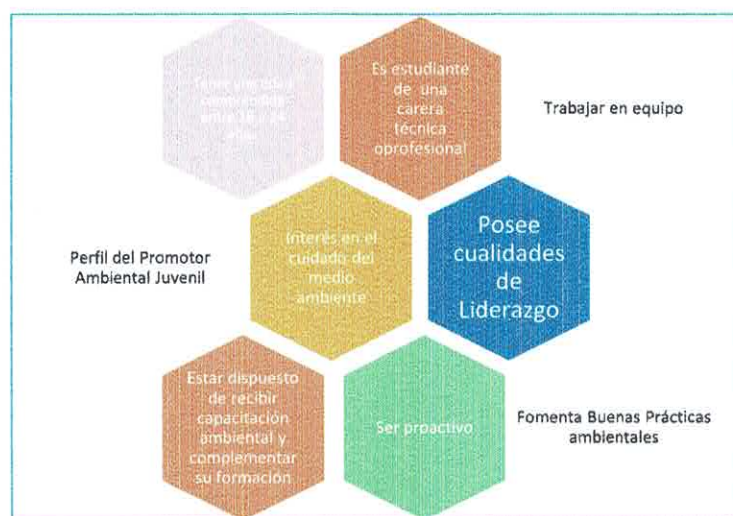 Tener una edad
comprendida
entre 18 y 24
años
Es estudiante
de una
carera
técnica
oprofesional
Trabajar en equipo
Perfil del Promotor
Ambiental Juvenil
Interés en el
cuidado del
medio
ambiente
Posee
cualidades
de
Liderazgo
Estar dispuesto
de recibir
capacitación
ambiental y
complementar
su formación
Ser proactivo
Fomenta Buenas Prácticas
ambientales